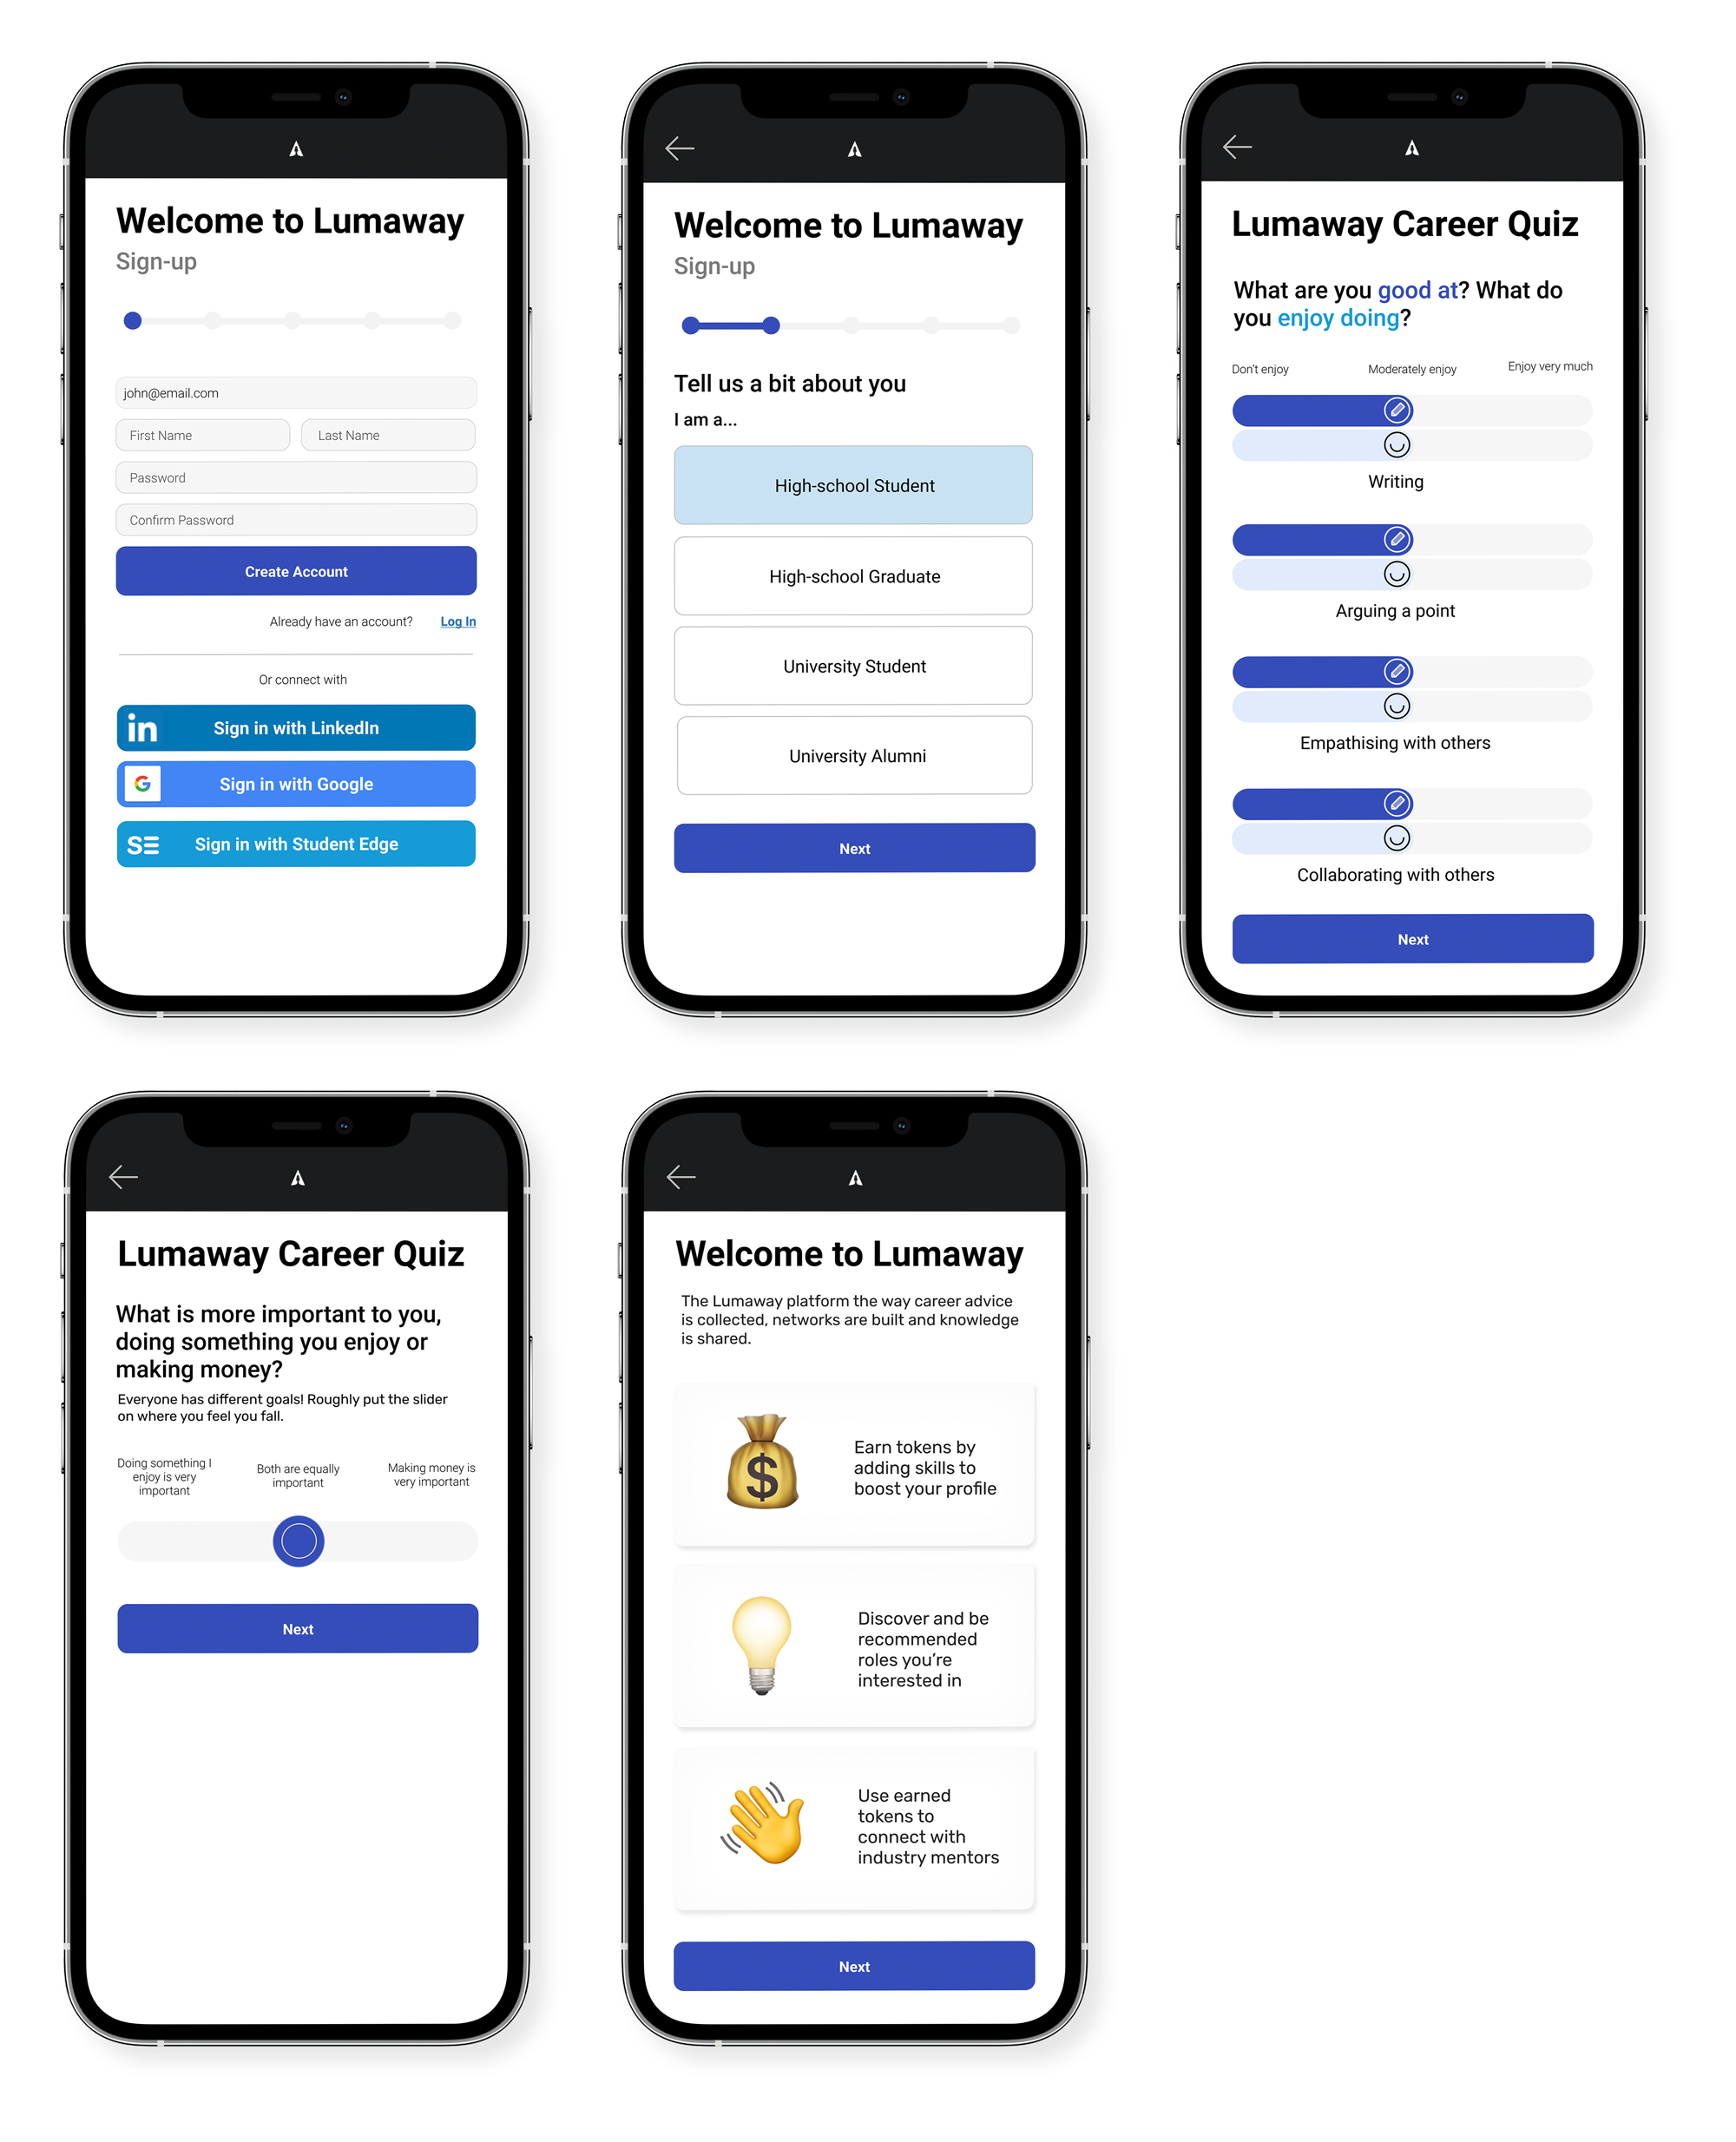 Welcome to Lumaway
Sign-up
john@email.com
First Name
Last Name
Password
Confirm Password
Create Account
Already have an account? Log In
Or connect with
in Sign in with LinkedIn
G Sign in with Google
SE Sign in with Student Edge
Welcome to Lumaway
Sign-up
Tell us a bit about you
I am a...
High-school Student
High-school Graduate
University Student
University Alumni
Next
Lumaway Career Quiz
What are you good at? What do
you enjoy doing?
Don't enjoy
Moderately enjoy
Enjoy very much
Writing
Arguing a point
Empathising with others
Collaborating with others
Next
Lumaway Career Quiz
What is more important to you,
doing something you enjoy or
making money?
Everyone has different goals! Roughly put the slider
on where you feel you fall.
Doing something I
enjoy is very
important
Both are equally
important
Making money is
very important
Next
Welcome to Lumaway
The Lumaway platform the way career advice
is collected, networks are built and knowledge
is shared.
$
Earn tokens by
adding skills to
boost your profile
Discover and be
recommended
roles you’re
interested in
Use earned
tokens to
connect with
industry mentors
Next